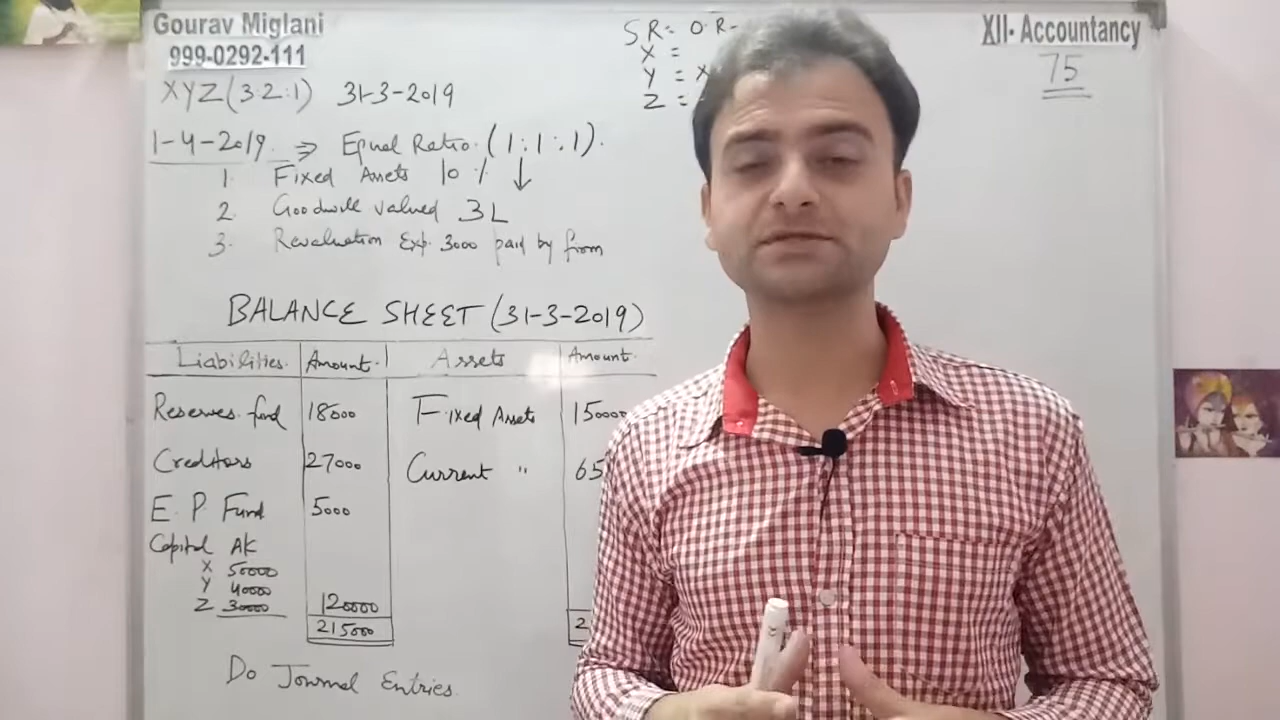 Gourav Miglani
999-0292-111
XII- Accountancy
75
SR= O.R-
X =
Y = X
Z =
XYZ (3:2:1) 31-3-2019
1-4-2019. ⇒ Equal Ratio. (1:1:1).
1. Fixed Assets 10% ↓
2. Goodwill valued 3L
3. Revaluation Exp. 3000 paid by from
BALANCE SHEET (31-3-2019)
Liabilities. Amount. Assets Amount.
Reserves fund 18000 Fixed Assets 150000
Creditors 27000 Current " 65
E. P Fund 5000
Capital A/c
X 50000
Y 40000
Z 30000 120000
215000 2
Do Journal Entries.